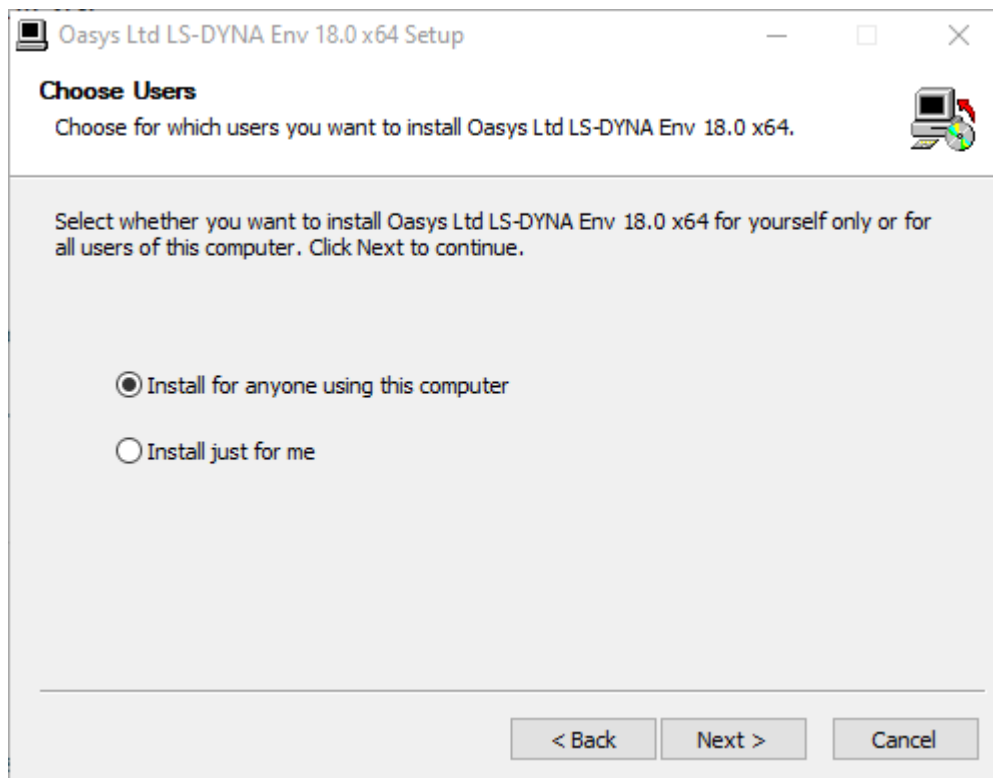 Oasys Ltd LS-DYNA Env 18.0 x64 Setup
Choose Users
Choose for which users you want to install Oasys Ltd LS-DYNA Env 18.0 x64.
Select whether you want to install Oasys Ltd LS-DYNA Env 18.0 x64 for yourself only or for
all users of this computer. Click Next to continue.
Install for anyone using this computer
Install just for me
< Back
Next >
Cancel